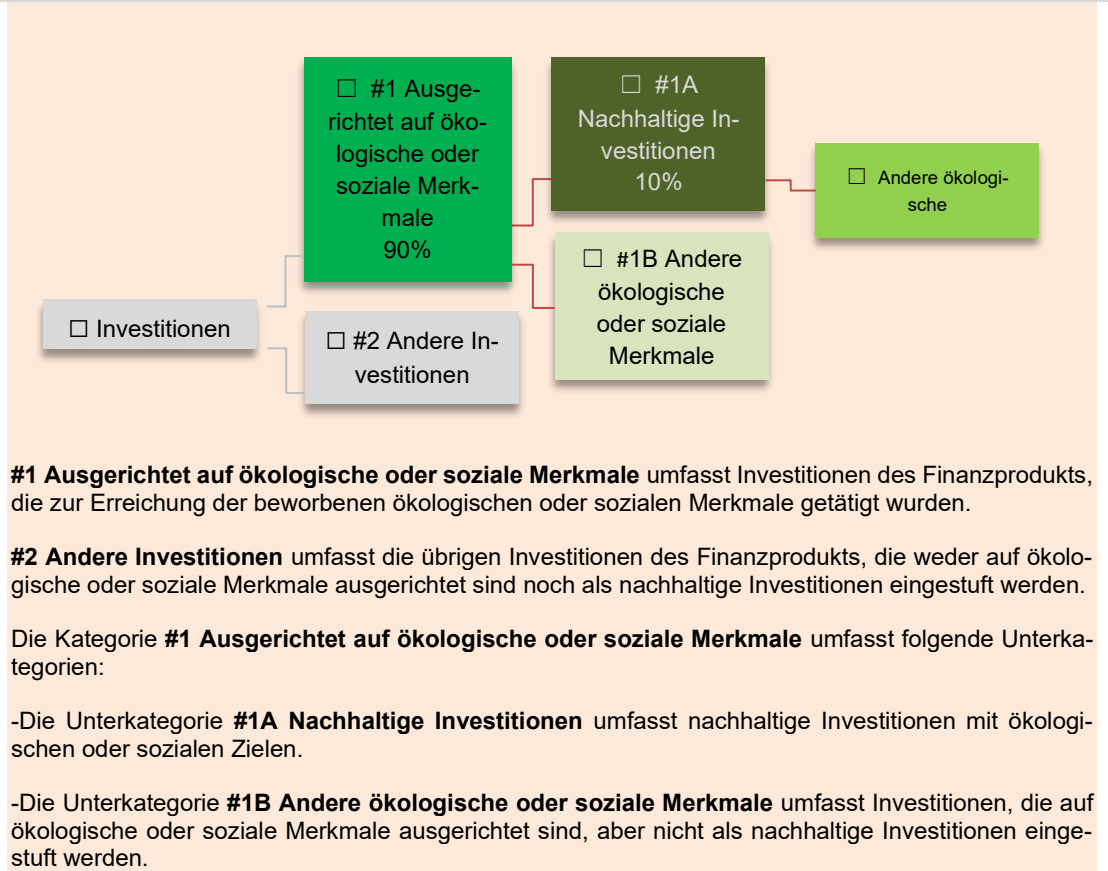 ☐ #1 Ausge-
richtet auf öko-
logische oder
soziale Merk-
male
90%
☐ #1A
Nachhaltige In-
vestitionen
10%
☐ Andere ökologi-
sche
☐ #1B Andere
ökologische
oder soziale
Merkmale
☐ Investitionen
☐ #2 Andere In-
vestitionen
#1 Ausgerichtet auf ökologische oder soziale Merkmale umfasst Investitionen des Finanzprodukts,
die zur Erreichung der beworbenen ökologischen oder sozialen Merkmale getätigt wurden.
#2 Andere Investitionen umfasst die übrigen Investitionen des Finanzprodukts, die weder auf ökolo-
gische oder soziale Merkmale ausgerichtet sind noch als nachhaltige Investitionen eingestuft werden.
Die Kategorie #1 Ausgerichtet auf ökologische oder soziale Merkmale umfasst folgende Unterka-
tegorien:
-Die Unterkategorie #1A Nachhaltige Investitionen umfasst nachhaltige Investitionen mit ökologi-
schen oder sozialen Zielen.
-Die Unterkategorie #1B Andere ökologische oder soziale Merkmale umfasst Investitionen, die auf
ökologische oder soziale Merkmale ausgerichtet sind, aber nicht als nachhaltige Investitionen einge-
stuft werden.